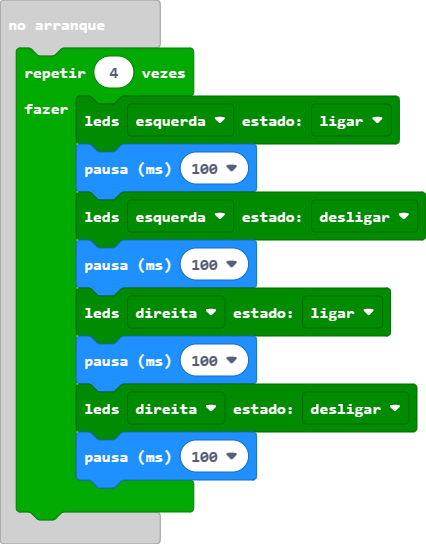 no arranque
repetir 4 vezes
fazer
leds esquerda estado: ligar
pausa (ms) 100
leds esquerda estado: desligar
pausa (ms) 100
leds direita estado: ligar
pausa (ms) 100
leds direita estado: desligar
pausa (ms) 100